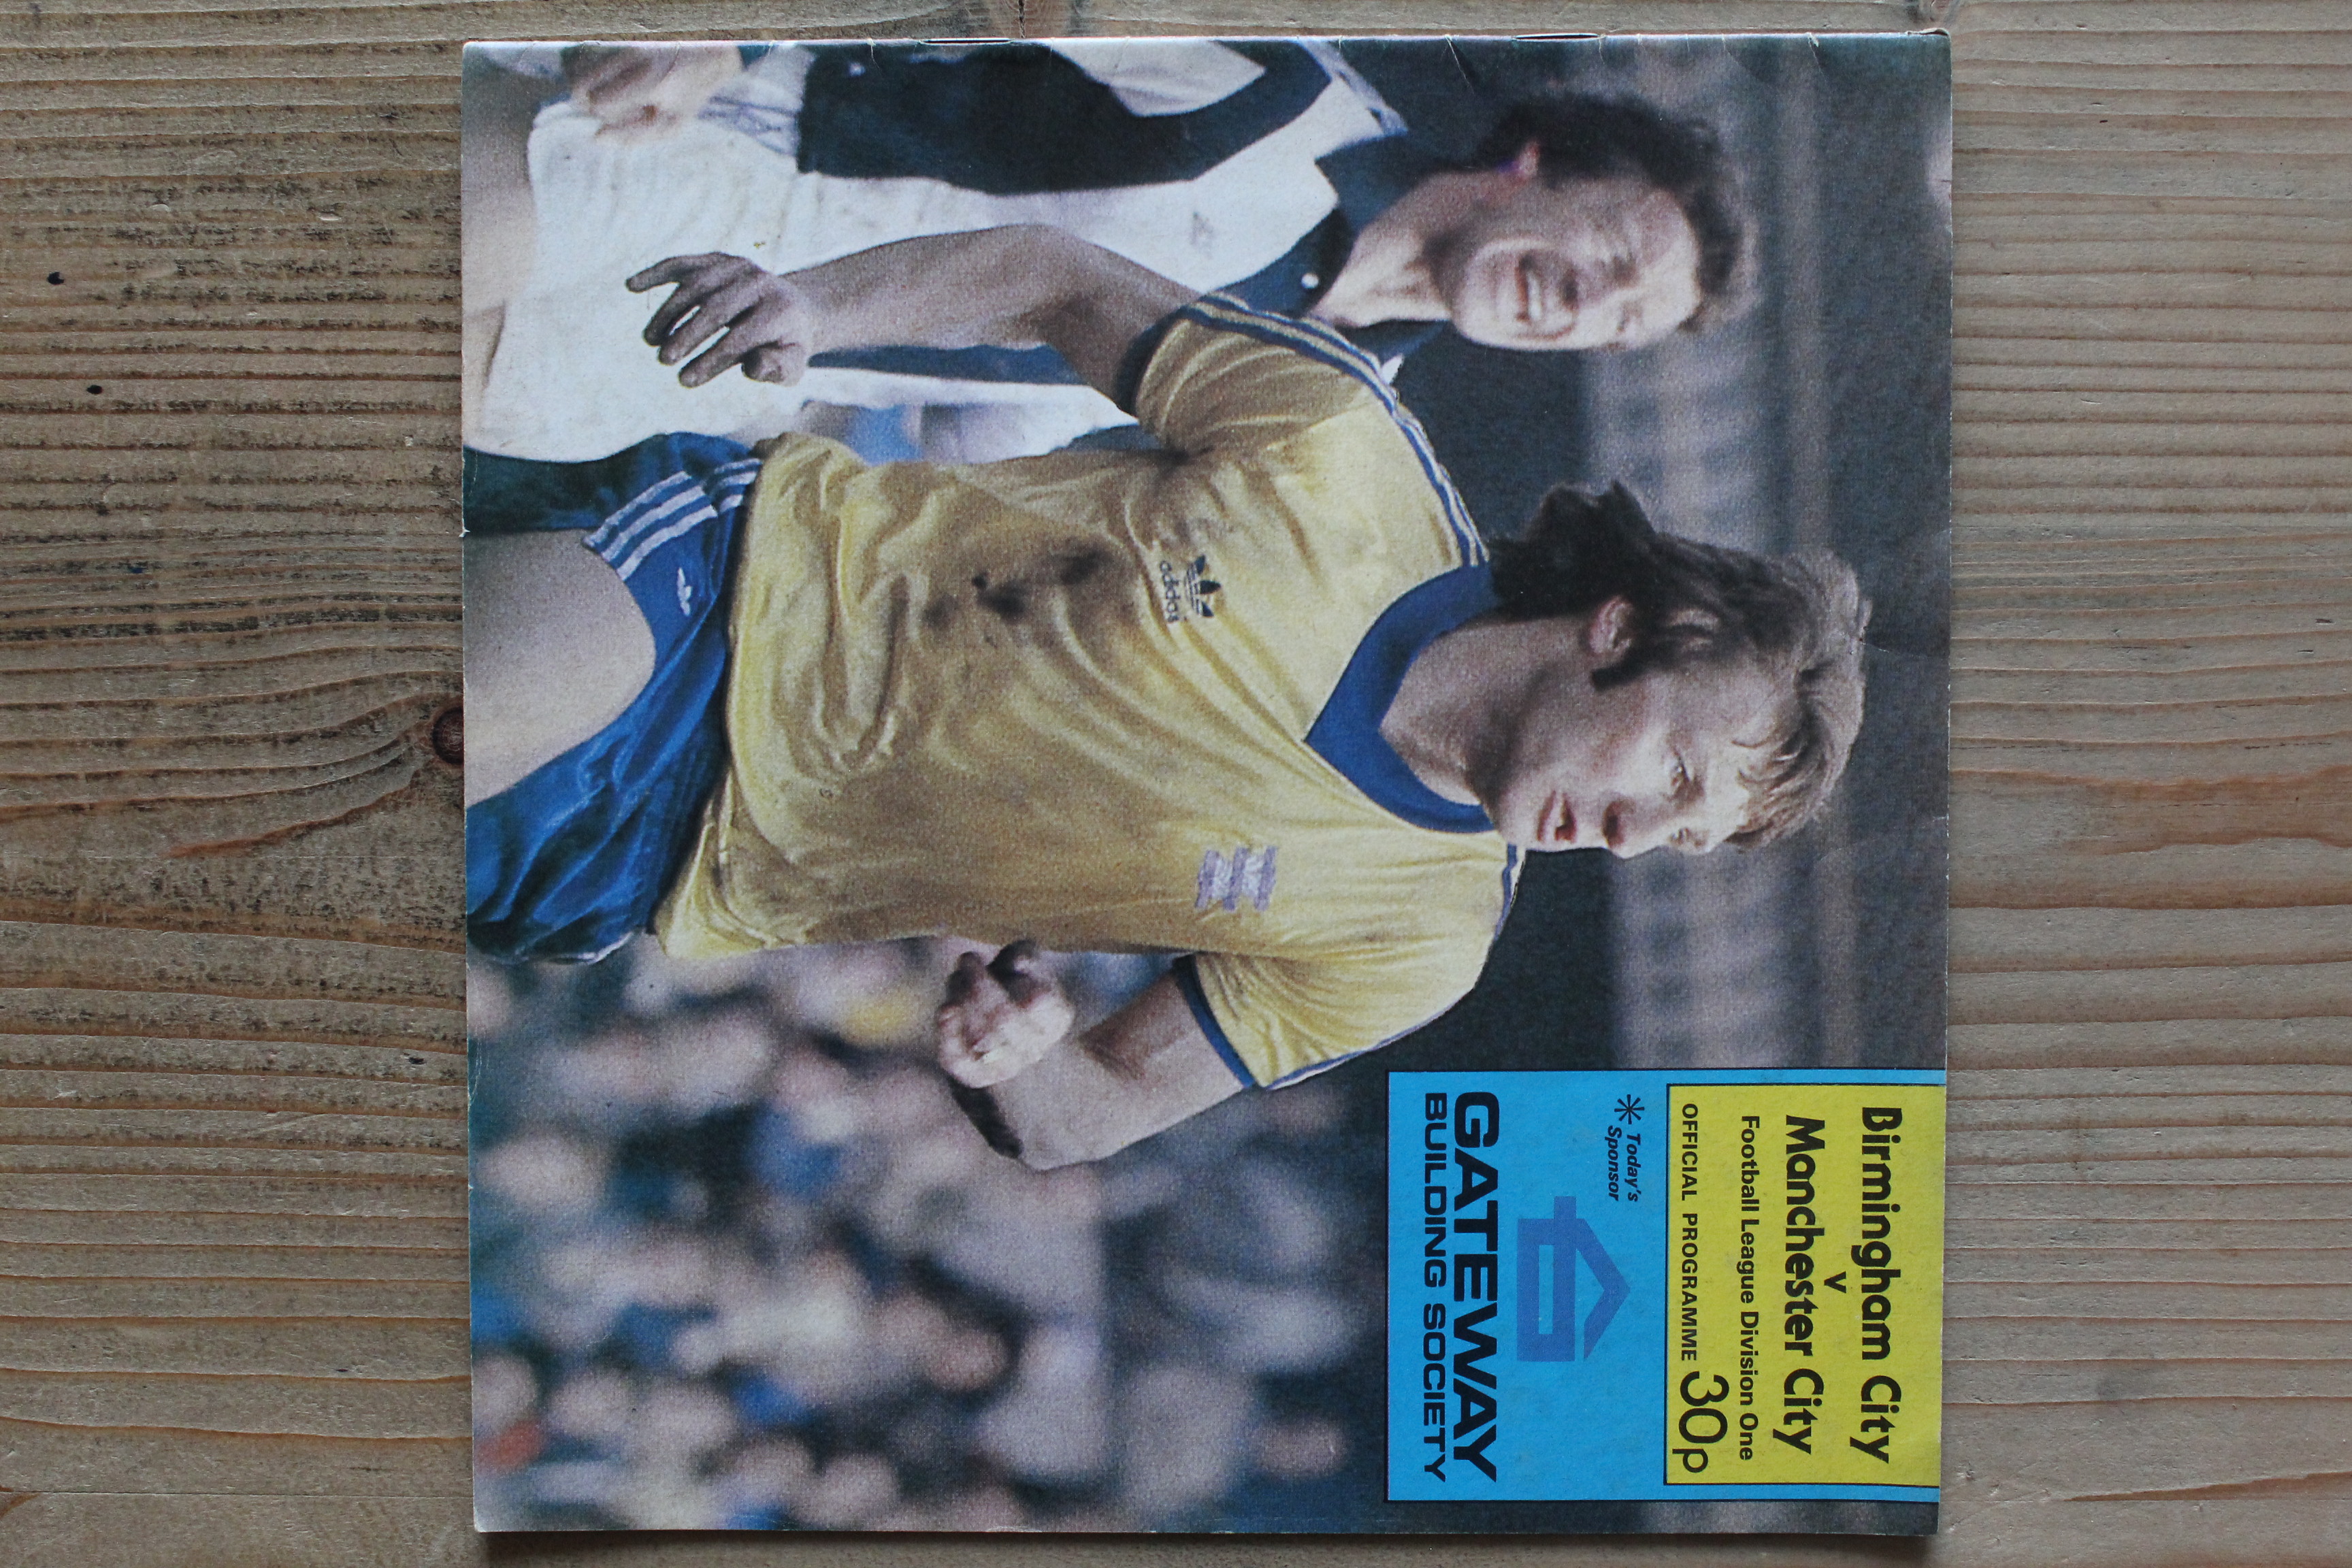 Birmingham City
v
Manchester City
Football League Division One
OFFICIAL PROGRAMME 30p
Today's
Sponsor
GATEWAY
BUILDING SOCIETY
adidas